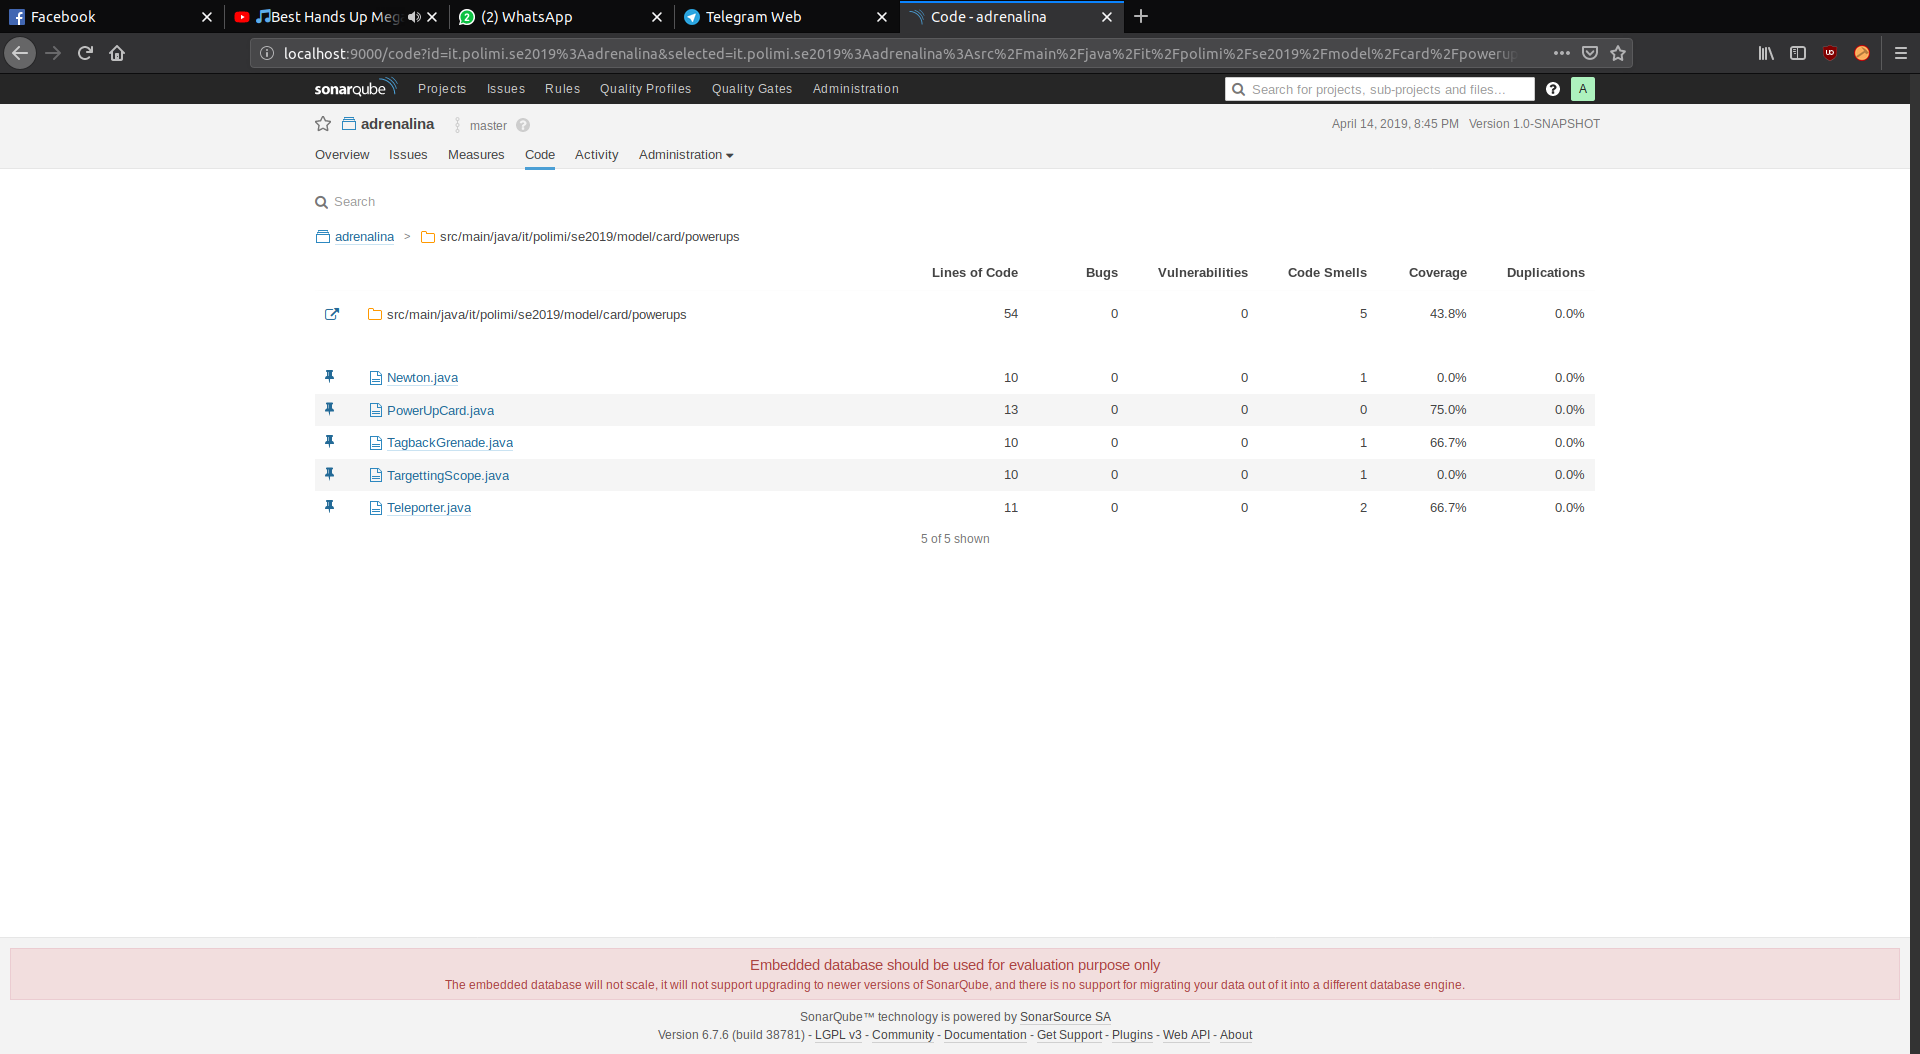 Facebook
Best Hands Up Meg
(2) WhatsApp
Telegram Web
Code - adrenalina
localhost:9000/code?id=it.polimi.se2019%3Aadrenalina&selected=it.polimi.se2019%3Aadrenalina%3Asrc%2Fmain%2Fjava%2Fit%2Fpolimi%2Fse2019%2Fmodel%2Fcard%2Fpowerup
sonarqube Projects Issues Rules Quality Profiles Quality Gates Administration Search for projects, sub-projects and files... A
adrenalina master April 14, 2019, 8:45 PM Version 1.0-SNAPSHOT
Overview Issues Measures Code Activity Administration
Search
adrenalina > src/main/java/it/polimi/se2019/model/card/powerups
Lines of Code Bugs Vulnerabilities Code Smells Coverage Duplications
src/main/java/it/polimi/se2019/model/card/powerups 54 0 0 5 43.8% 0.0%
Newton.java 10 0 0 1 0.0% 0.0%
PowerUpCard.java 13 0 0 0 75.0% 0.0%
TagbackGrenade.java 10 0 0 1 66.7% 0.0%
TargettingScope.java 10 0 0 1 0.0% 0.0%
Teleporter.java 11 0 0 2 66.7% 0.0%
5 of 5 shown
Embedded database should be used for evaluation purpose only
The embedded database will not scale, it will not support upgrading to newer versions of SonarQube, and there is no support for migrating your data out of it into a different database engine.
SonarQube™ technology is powered by SonarSource SA
Version 6.7.6 (build 38781) - LGPL v3 - Community - Documentation - Get Support - Plugins - Web API - About